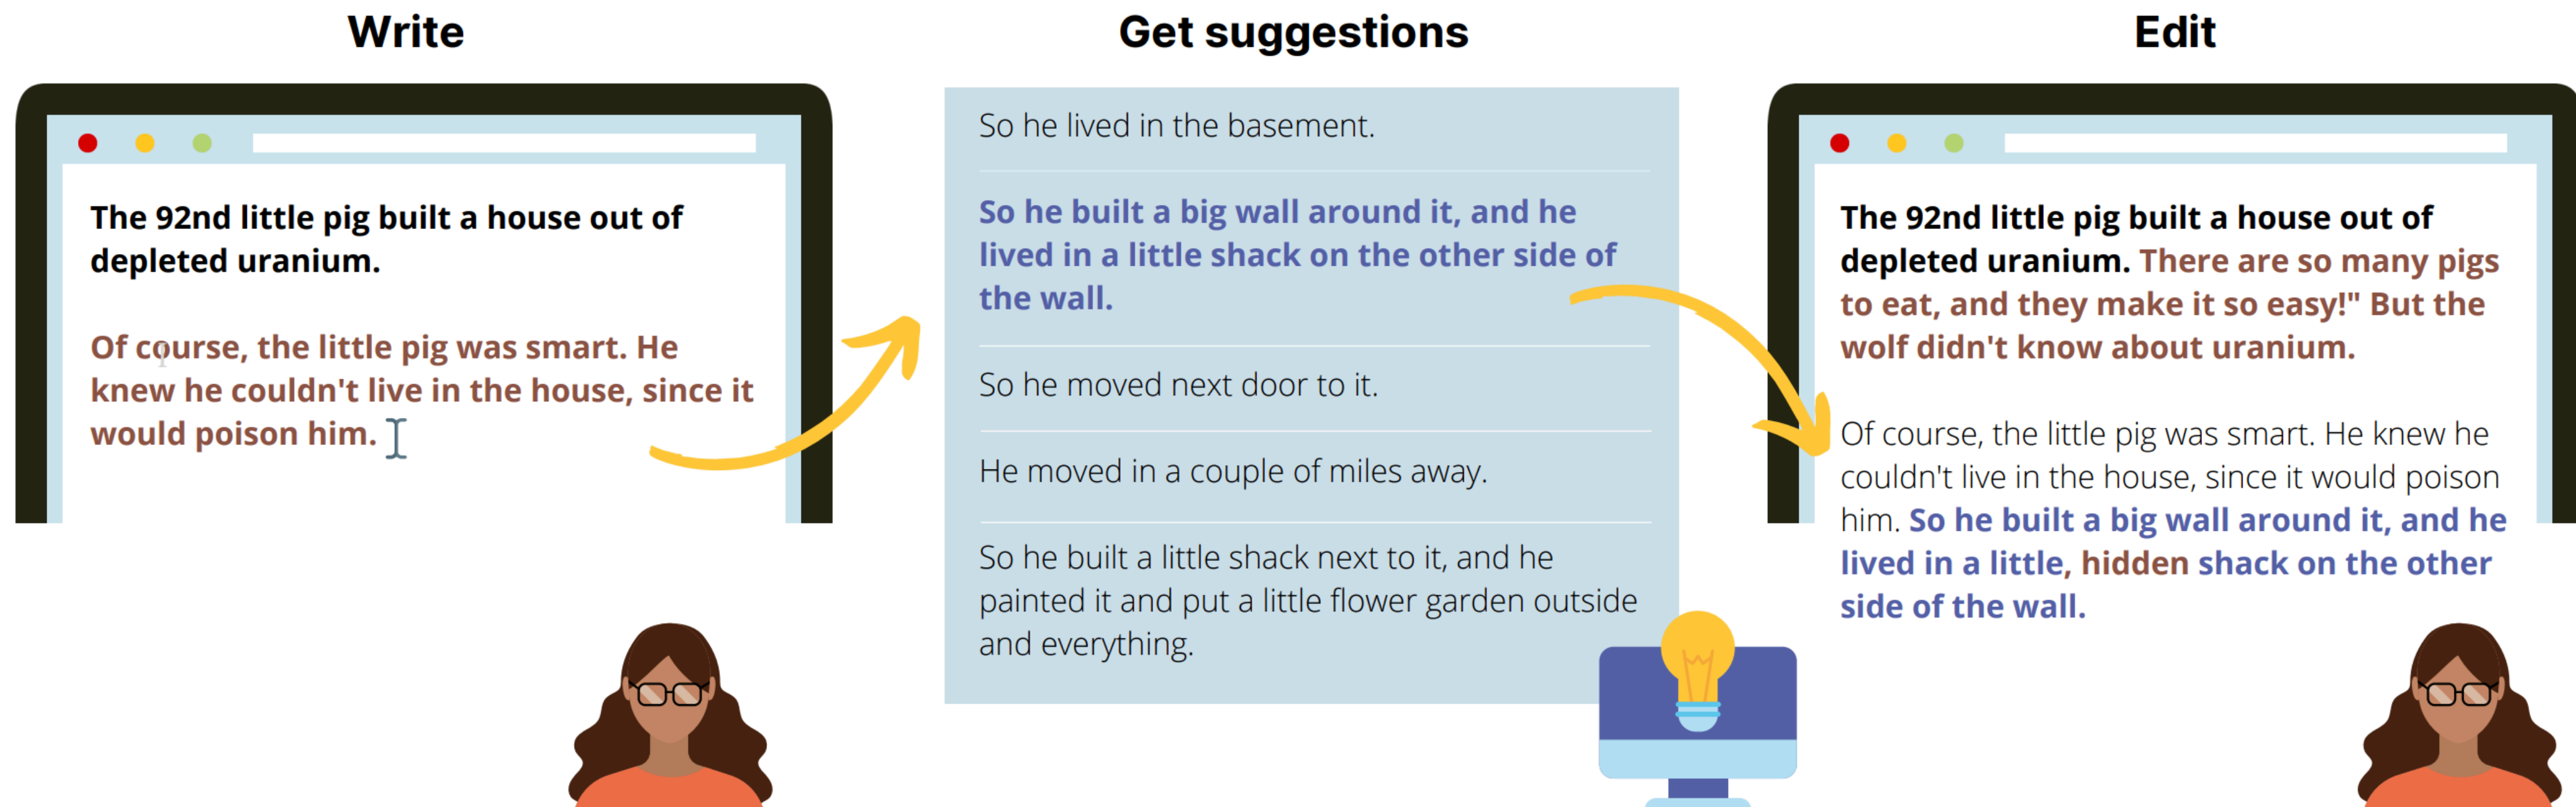 Write
The 92nd little pig built a house out of
depleted uranium.
Of course, the little pig was smart. He
knew he couldn't live in the house, since it
would poison him.
Get suggestions
So he lived in the basement.
So he built a big wall around it, and he
lived in a little shack on the other side of
the wall.
So he moved next door to it.
He moved in a couple of miles away.
So he built a little shack next to it, and he
painted it and put a little flower garden outside
and everything.
Edit
The 92nd little pig built a house out of
depleted uranium. There are so many pigs
to eat, and they make it so easy!" But the
wolf didn't know about uranium.
Of course, the little pig was smart. He knew he
couldn't live in the house, since it would poison
him. So he built a big wall around it, and he
lived in a little, hidden shack on the other
side of the wall.